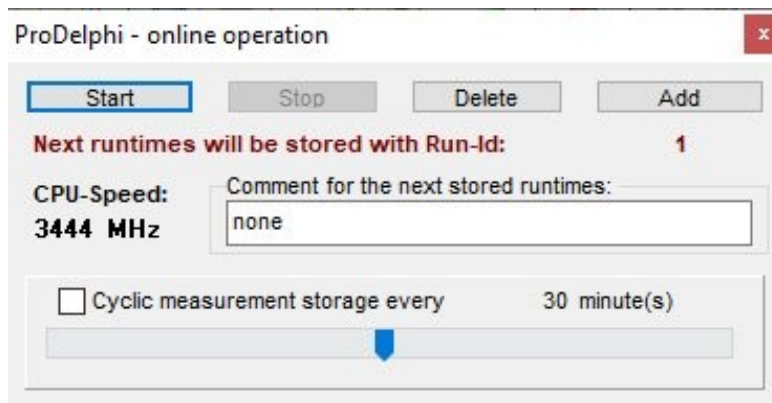 ProDelphi - online operation
x
Start Stop Delete Add
Next runtimes will be stored with Run-Id: 1
CPU-Speed:
3444 MHz
Comment for the next stored runtimes:
none
Cyclic measurement storage every 30 minute(s)